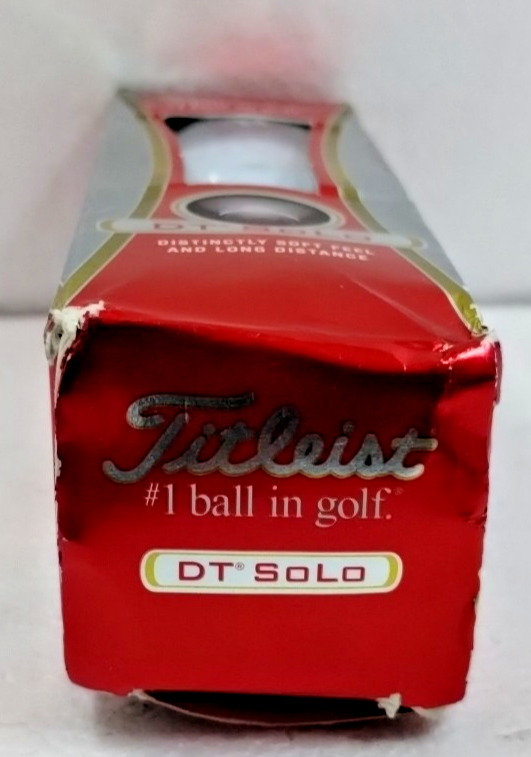 DT SoLo
DISTINCTLY SOFT FEEL
AND LONG DISTANCE
Titleist
#1 ball in golf.®
DT® SoLo